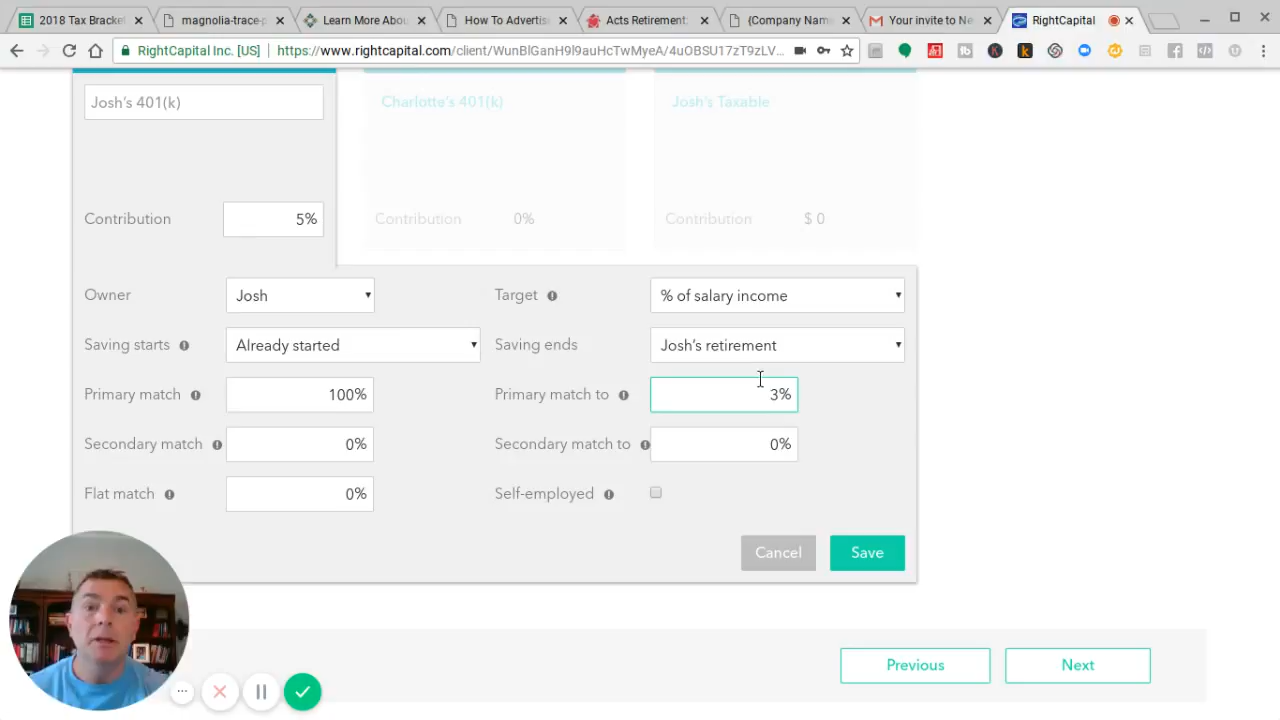 2018 Tax Bracket
magnolia-trace-p
Learn More Abou
How To Advertis
Acts Retirement:
{Company Name
Your invite to Ne
RightCapital
RightCapital Inc. [US]
https://www.rightcapital.com/client/WunBlGanH9l9auHcTwMyeA/4uOBSU17zT9zLV...
Josh's 401(k)
Charlotte's 401(k)
Josh's Taxable
Contribution 5%
Contribution 0%
Contribution $ 0
Owner Josh
Target % of salary income
Saving starts Already started
Saving ends Josh's retirement
Primary match 100%
Primary match to 3%
Secondary match 0%
Secondary match to 0%
Flat match 0%
Self-employed
Cancel
Save
Previous
Next